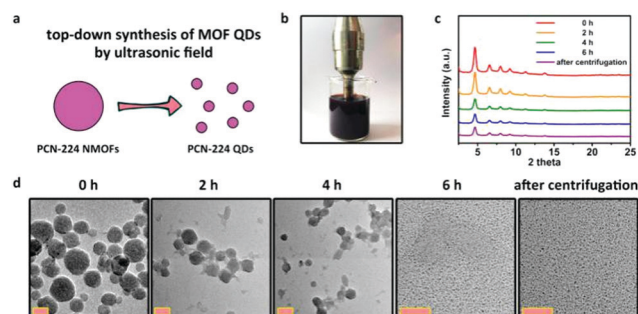 a
top-down synthesis of MOF QDs
by ultrasonic field
PCN-224 NMOFs
PCN-224 QDs
b
c
Intensity (a.u.)
0 h
2 h
4 h
6 h
after centrifugation
5
10
15
20
25
2 theta
d
0 h
2 h
4 h
6 h
after centrifugation